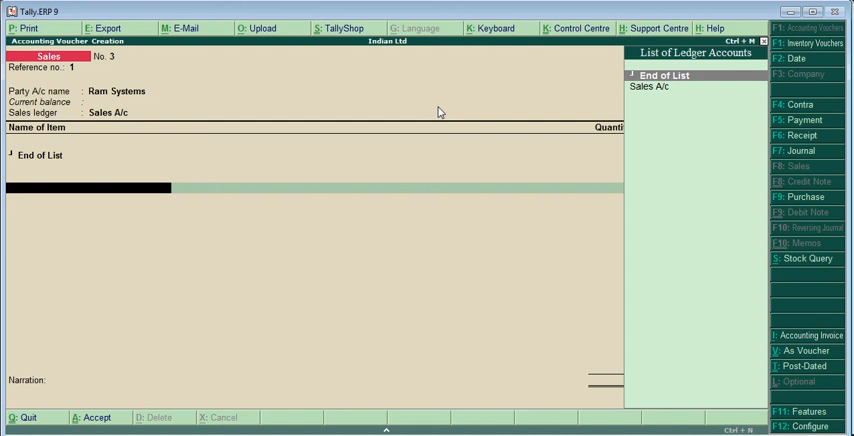 Tally.ERP 9
P: Print E: Export M: E-Mail O: Upload S: TallyShop G: Language K: Keyboard K: Control Centre H: Support Centre H: Help
Accounting Voucher Creation Indian Ltd Ctrl + M
Sales No. 3
Reference no.: 1
Party A/c name : Ram Systems
Current balance :
Sales ledger : Sales A/c
Name of Item Quanti
End of List
Narration:
List of Ledger Accounts
End of List
Sales A/c
F1: Accounting Vouchers
F1: Inventory Vouchers
F2: Date
F3: Company
F4: Contra
F5: Payment
F6: Receipt
F7: Journal
F8: Sales
F8: Credit Note
F9: Purchase
F9: Debit Note
F10: Reversing Journal
F10: Memos
S: Stock Query
I: Accounting Invoice
V: As Voucher
T: Post-Dated
L: Optional
F11: Features
F12: Configure
Q: Quit A: Accept D: Delete X: Cancel
Ctrl + N